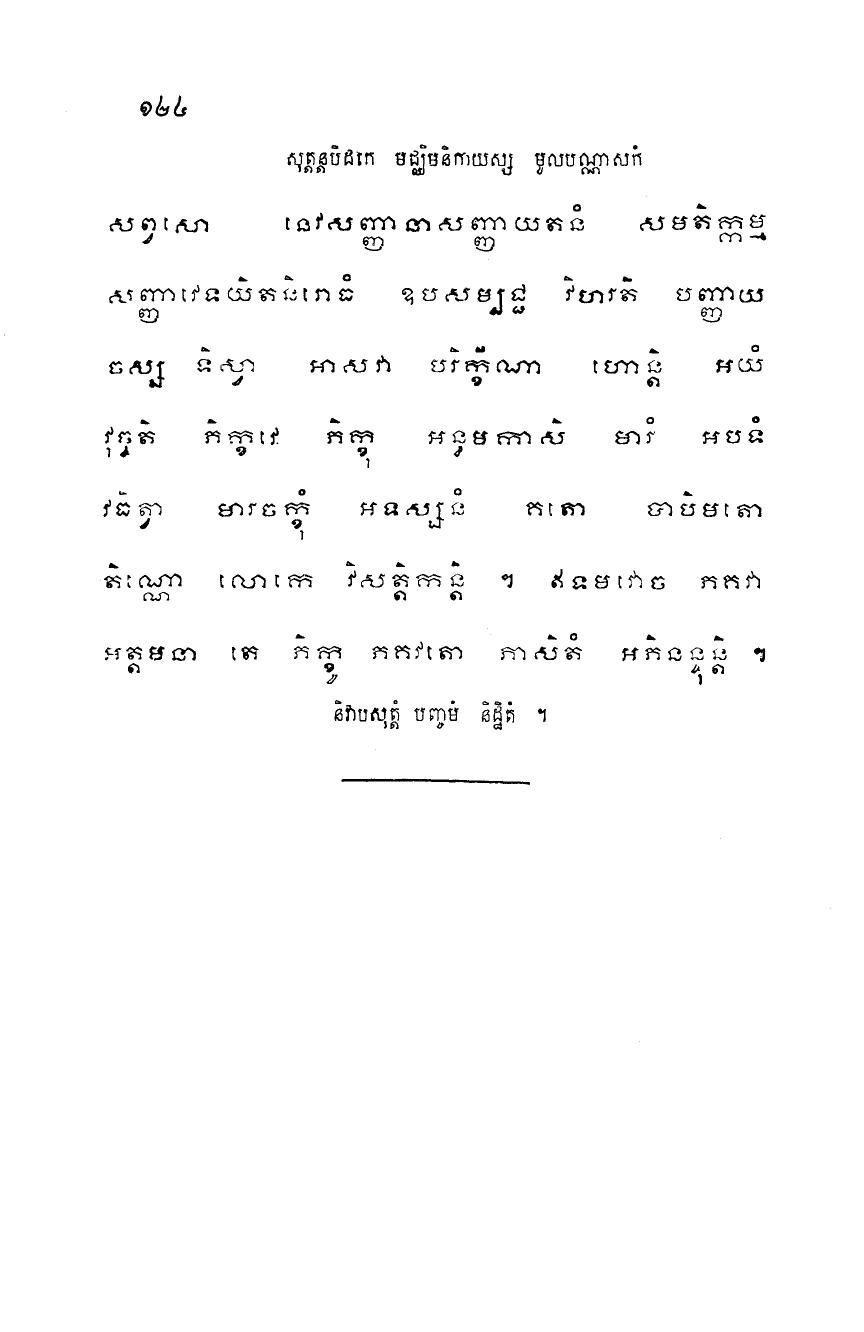 ១២៤
សុត្តន្តបិដកេ មជ្ឈិមនិកាយស្ស មូលបណ្ណាសកំ
សព្វសោ នេវសញ្ញានាសញ្ញាយតនំ សមតិក្កម្ម
សញ្ញាវេទយិតនិរោធំ ឧបសម្បជ្ជ វិហរតិ បញ្ញាយ
ចស្ស ទិស្វា អាសវា បរិក្ខីណា ហោន្តិ អយំ
វុច្ចតិ ភិក្ខវេ ភិក្ខុ អន្ធមកាសិ មារំ អបទំ
វធិត្វា មារចក្ខុំ អទស្សនំ គតោ បាបិមតោ
តិណ្ណោ លោកេ វិសត្តិកន្តិ ។ ឥទមវោច ភគវា
អត្តមនា តេ ភិក្ខូ ភគវតោ ភាសិតំ អភិនន្ទុន្តិ ។
និវាបសុត្តំ បញ្ចមំ និដ្ឋិតំ ។